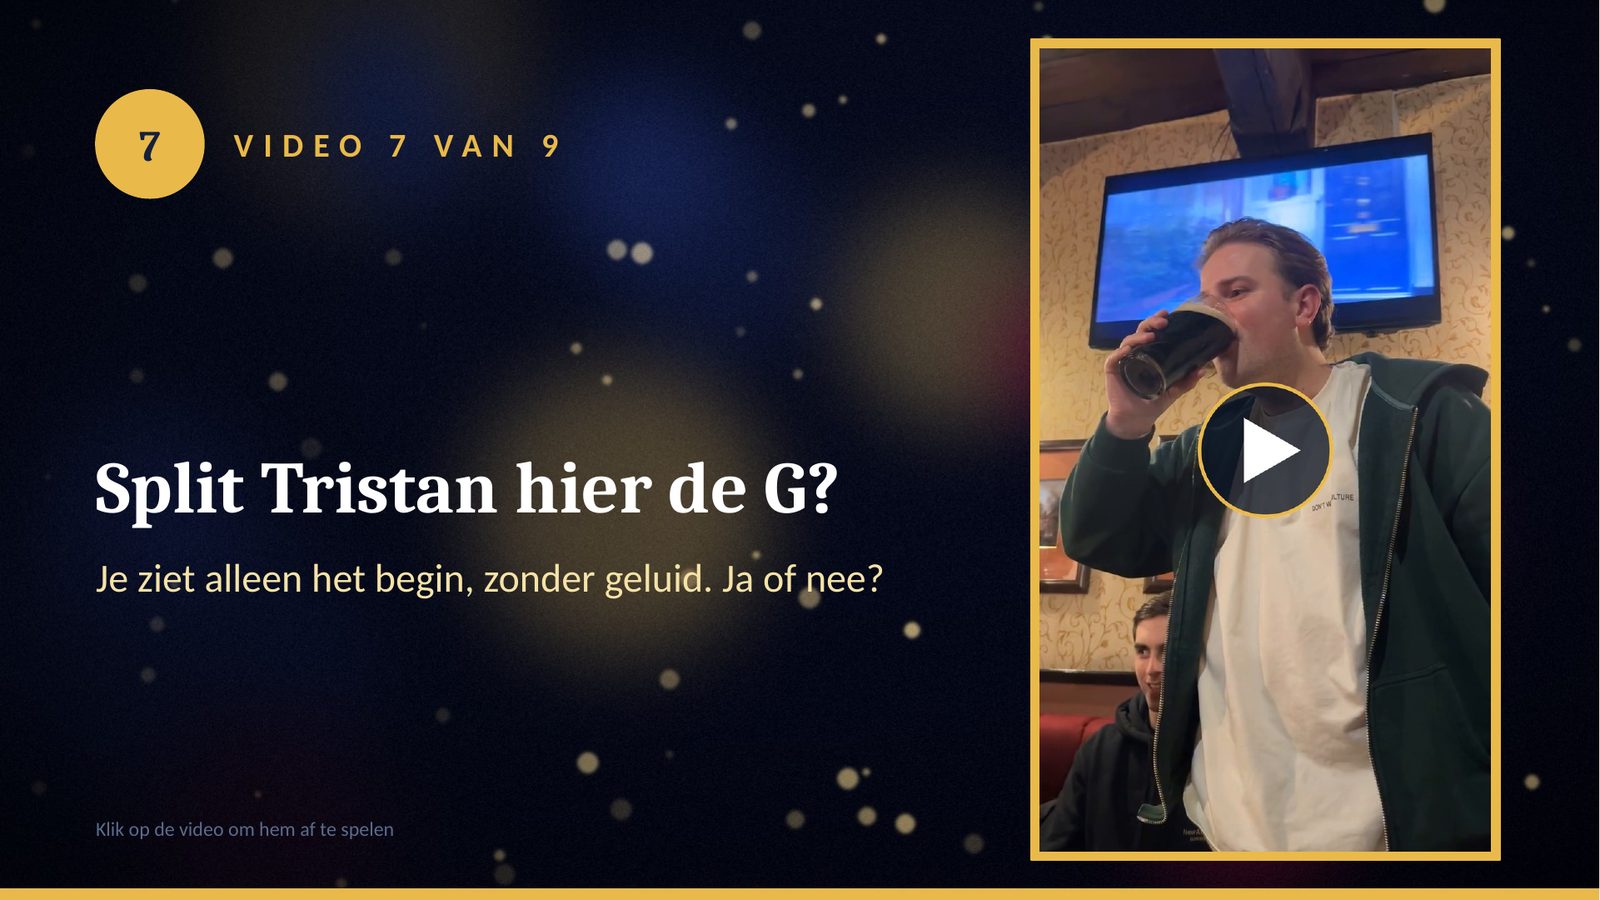 7
VIDEO 7 VAN 9
Split Tristan hier de G?
Je ziet alleen het begin, zonder geluid. Ja of nee?
Klik op de video om hem af te spelen
DON'T